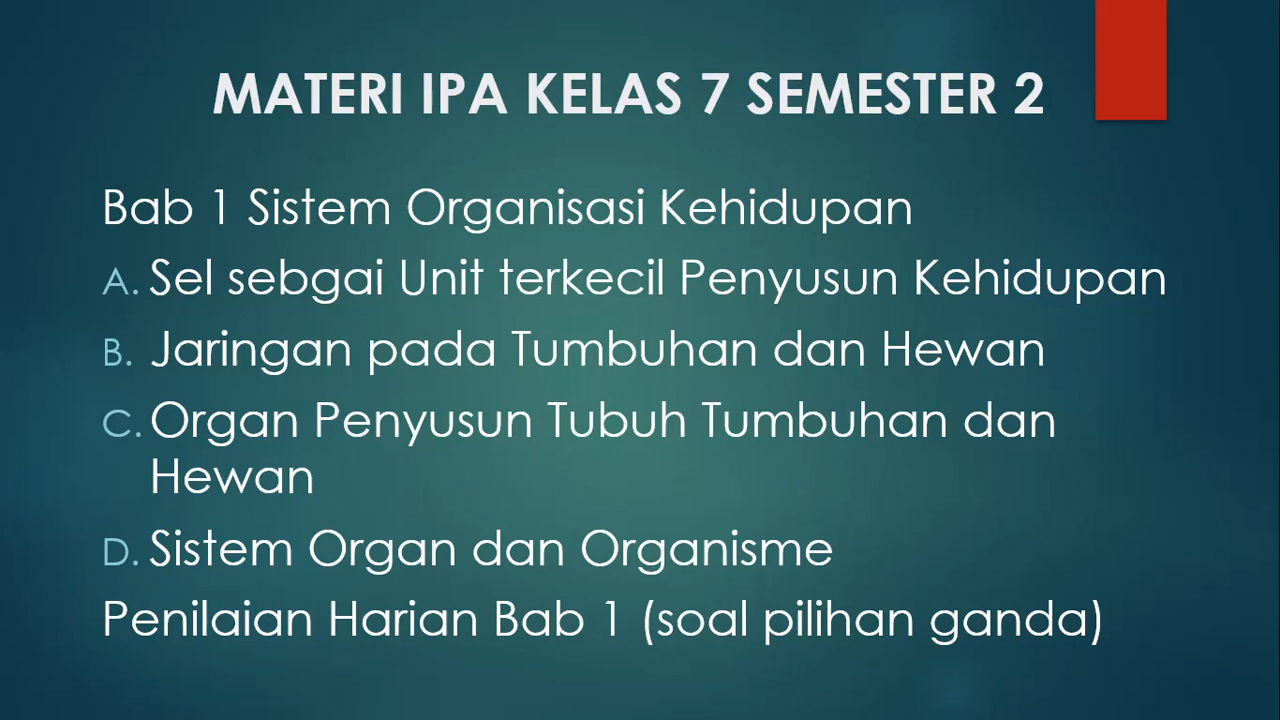 MATERI IPA KELAS 7 SEMESTER 2
Bab 1 Sistem Organisasi Kehidupan
A. Sel sebgai Unit terkecil Penyusun Kehidupan
B. Jaringan pada Tumbuhan dan Hewan
C. Organ Penyusun Tubuh Tumbuhan dan
Hewan
D. Sistem Organ dan Organisme
Penilaian Harian Bab 1 (soal pilihan ganda)